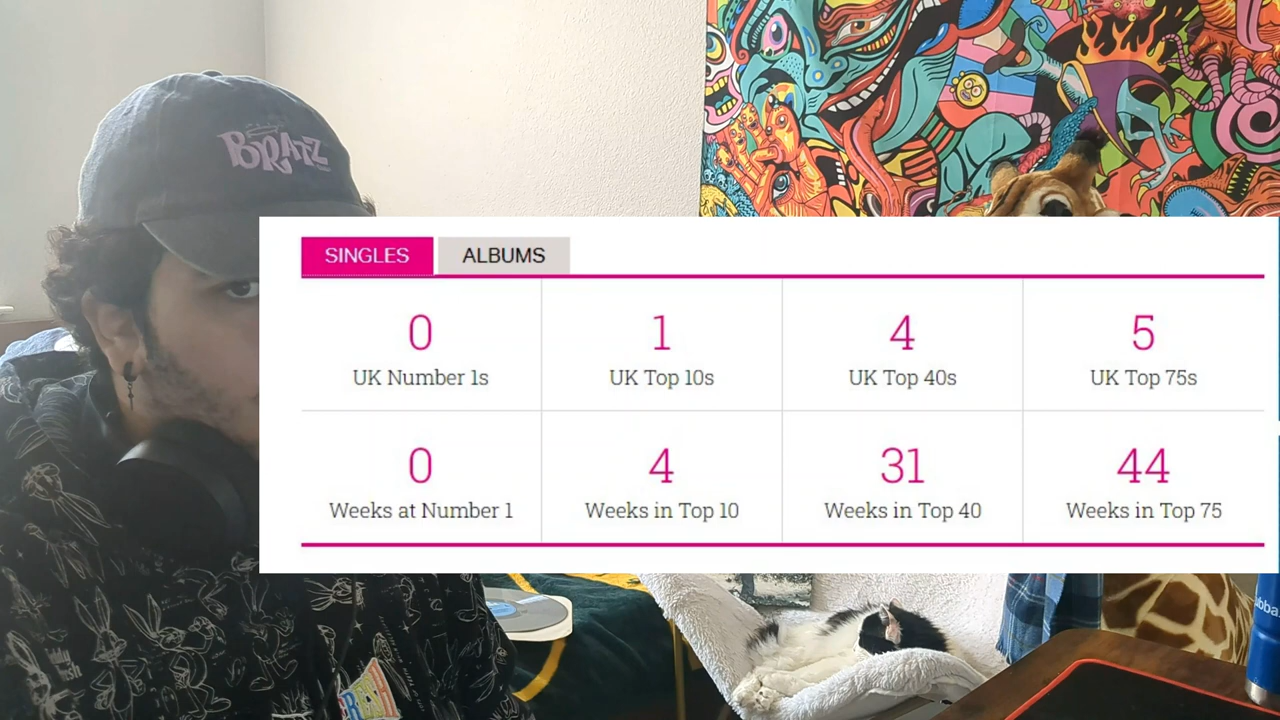 BRATZ
SINGLES ALBUMS
0 1 4 5
UK Number 1s UK Top 10s UK Top 40s UK Top 75s
0 4 31 44
Weeks at Number 1 Weeks in Top 10 Weeks in Top 40 Weeks in Top 75